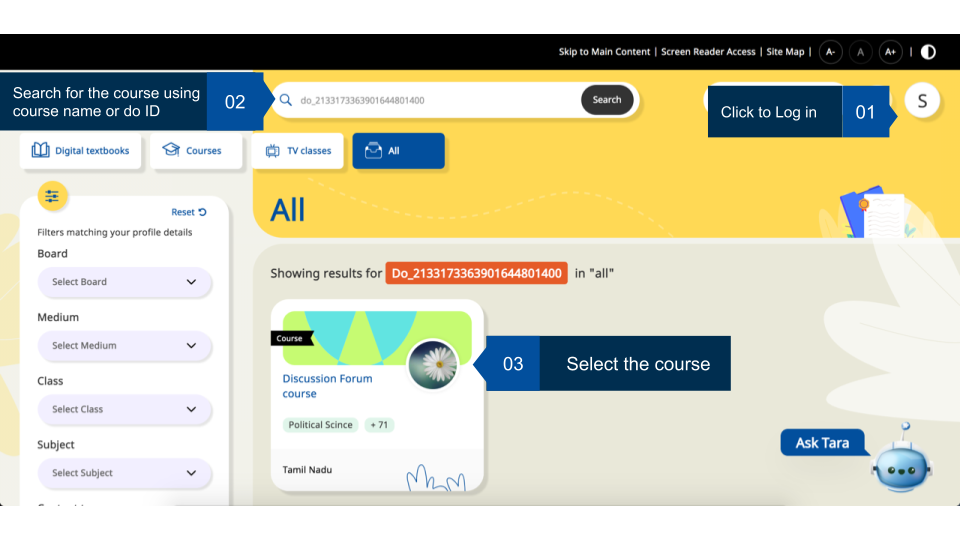 Skip to Main Content | Screen Reader Access | Site Map | A- A A+ |
Search for the course using
course name or do ID
02
do_2133173363901644801400
Search
Click to Log in 01
S
Digital textbooks
Courses
TV classes
All
Reset
Filters matching your profile details
Board
Select Board
Medium
Select Medium
Class
Select Class
Subject
Select Subject
All
Showing results for Do_2133173363901644801400 in "all"
Course
Discussion Forum
course
Political Scince + 71
Tamil Nadu
03 Select the course
Ask Tara